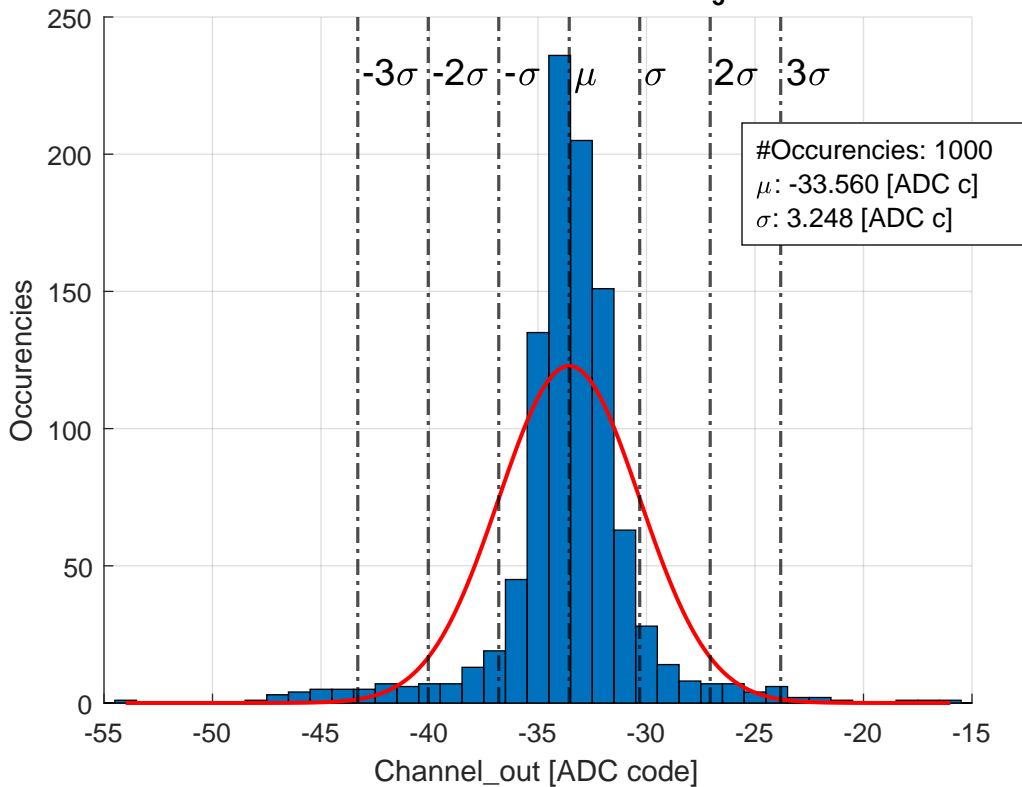 250
200
150
100
50
0
-3σ
-2σ
-σ
μ
σ
2σ
3σ
#Occurencies: 1000
μ: -33.560 [ADC c]
σ: 3.248 [ADC c]
Occurencies
-55
-50
-45
-40
-35
-30
-25
-20
-15
Channel_out [ADC code]